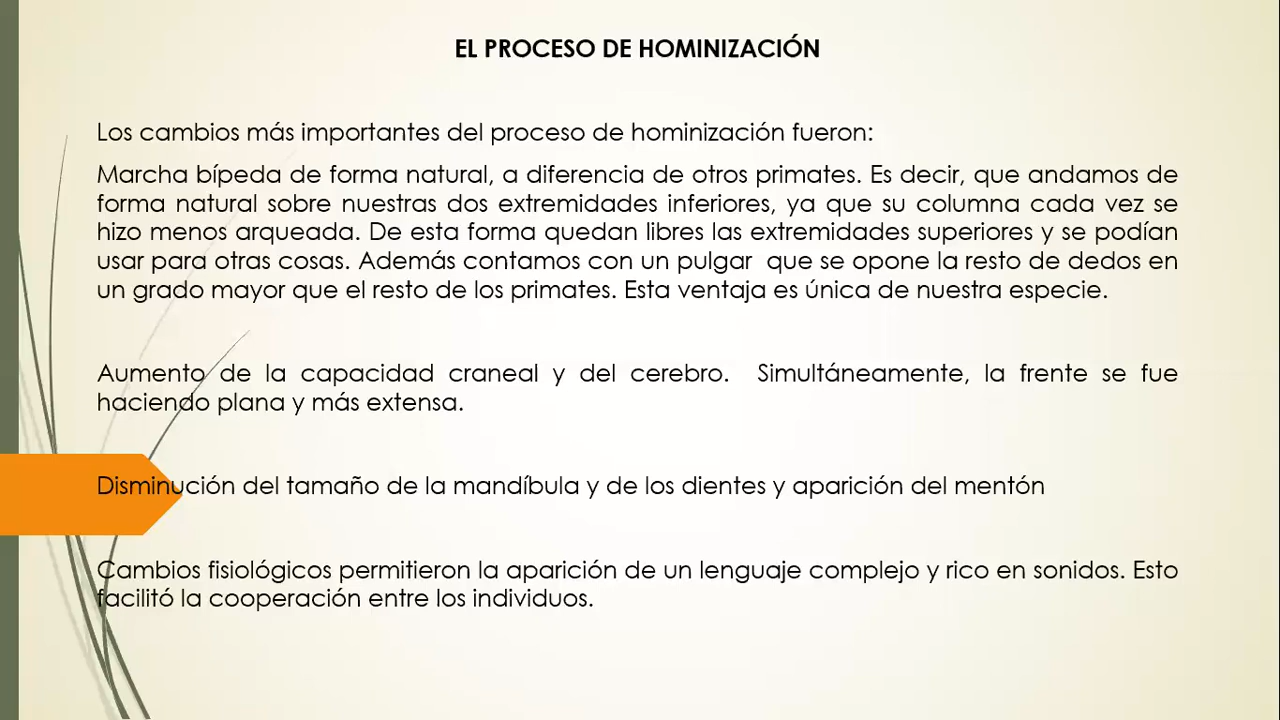 EL PROCESO DE HOMINIZACIÓN
Los cambios más importantes del proceso de hominización fueron:
Marcha bípeda de forma natural, a diferencia de otros primates. Es decir, que andamos de
forma natural sobre nuestras dos extremidades inferiores, ya que su columna cada vez se
hizo menos arqueada. De esta forma quedan libres las extremidades superiores y se podían
usar para otras cosas. Además contamos con un pulgar  que se opone la resto de dedos en
un grado mayor que el resto de los primates. Esta ventaja es única de nuestra especie.
Aumento de la capacidad craneal y del cerebro.  Simultáneamente, la frente se fue
haciendo plana y más extensa.
Disminución del tamaño de la mandíbula y de los dientes y aparición del mentón
Cambios fisiológicos permitieron la aparición de un lenguaje complejo y rico en sonidos. Esto
facilitó la cooperación entre los individuos.